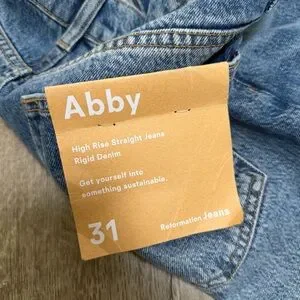 Abby
High Rise Straight Jeans
Rigid Denim
Get yourself into
something sustainable.
31
Reformation Jeans